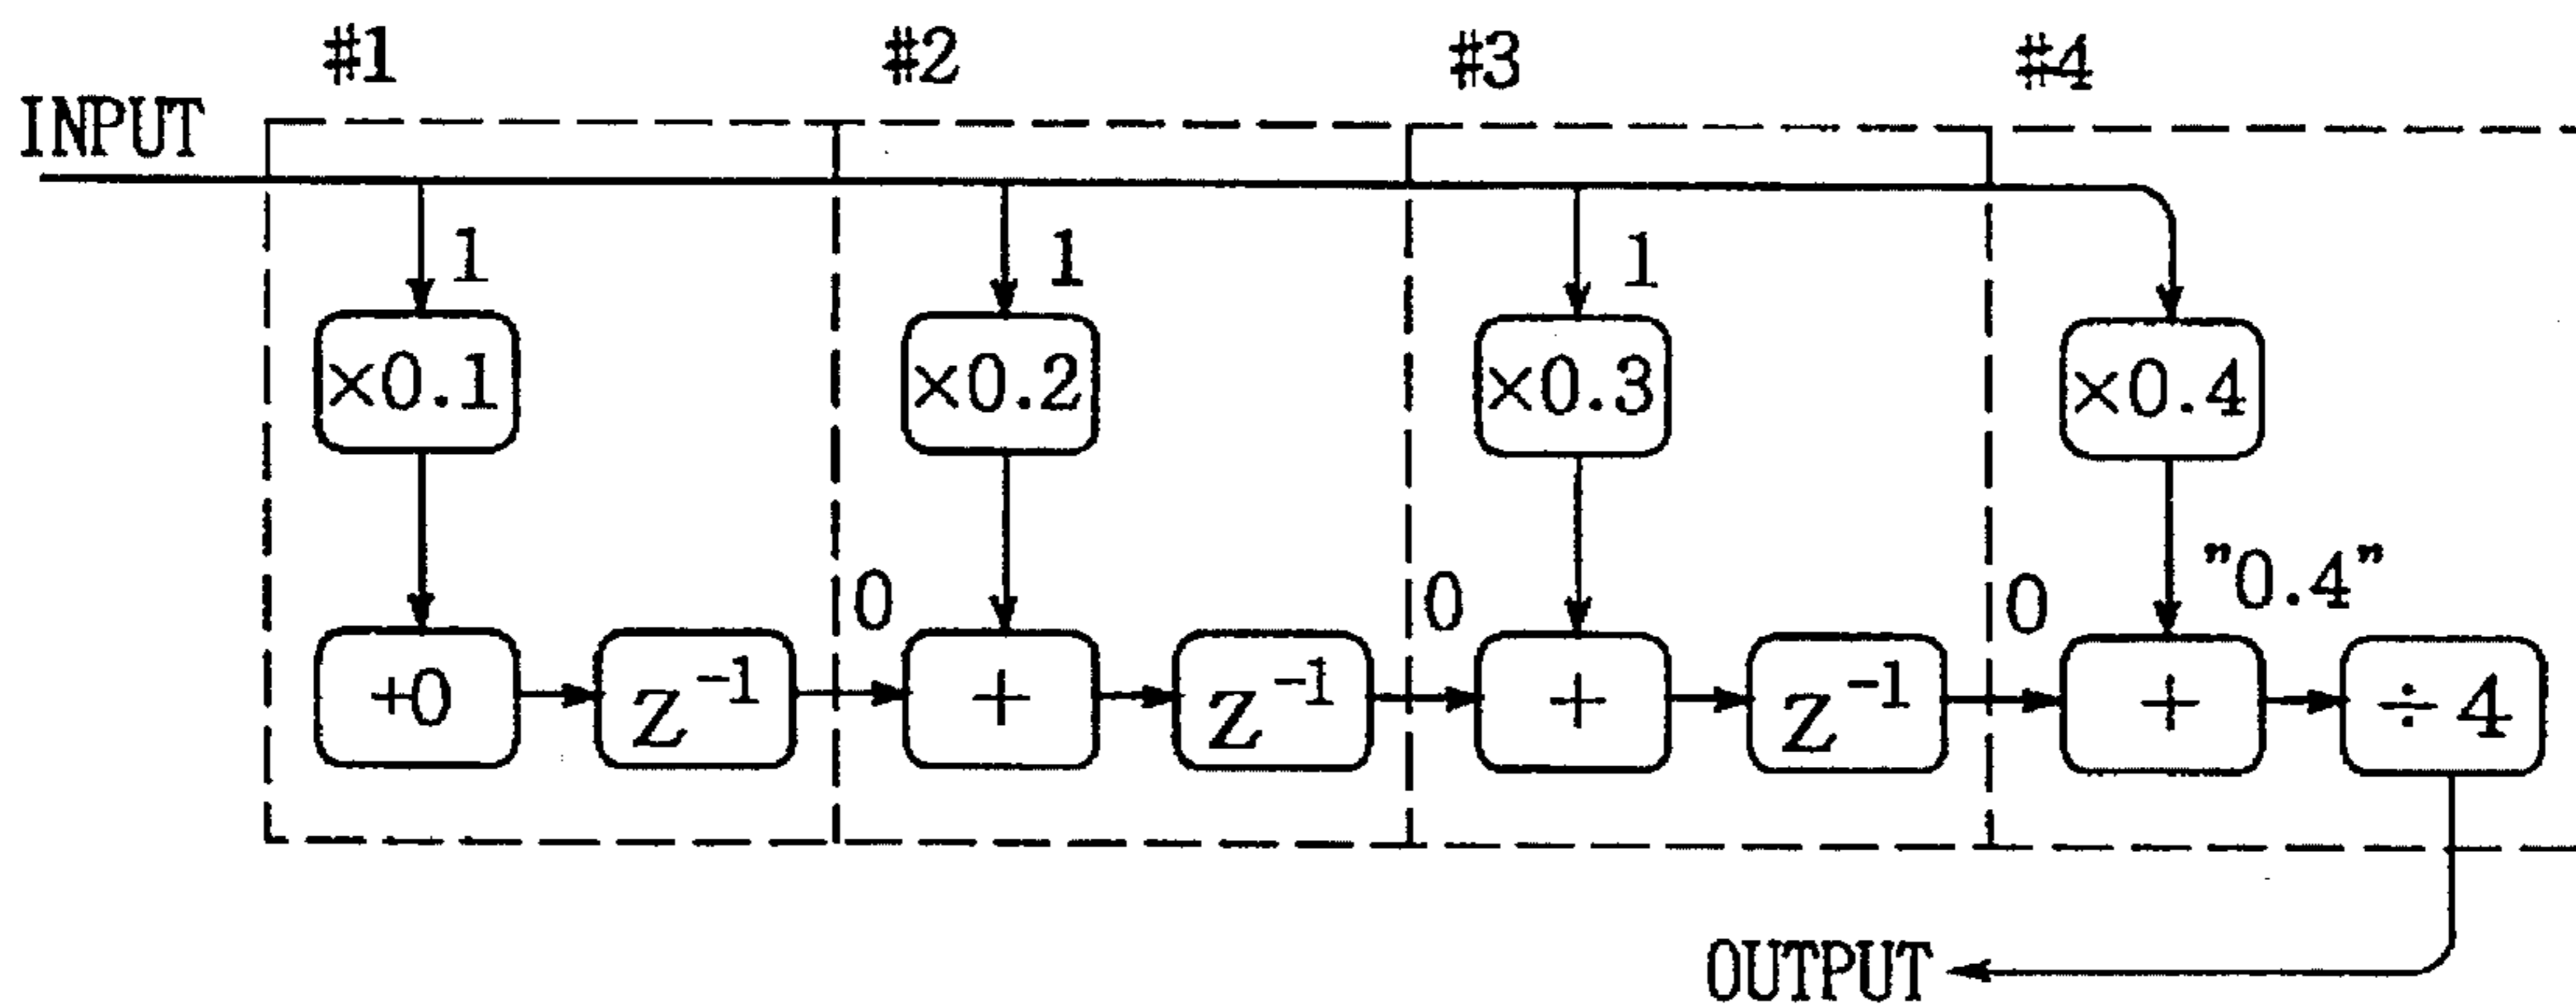 #1 #2 #3 #4
INPUT
1 1 1
×0.1 ×0.2 ×0.3 ×0.4
0 0 0 "0.4"
+0 Z⁻¹ + Z⁻¹ + Z⁻¹ + ÷4
OUTPUT